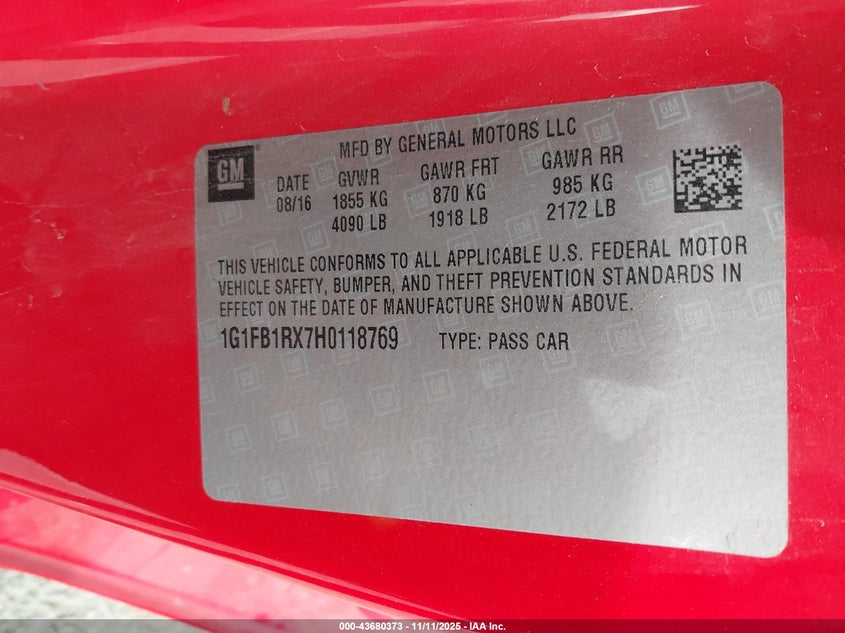 MFD BY GENERAL MOTORS LLC
GM
DATE GVWR GAWR FRT GAWR RR
08/16 1855 KG 870 KG 985 KG
4090 LB 1918 LB 2172 LB
THIS VEHICLE CONFORMS TO ALL APPLICABLE U.S. FEDERAL MOTOR
VEHICLE SAFETY, BUMPER, AND THEFT PREVENTION STANDARDS IN
EFFECT ON THE DATE OF MANUFACTURE SHOWN ABOVE.
1G1FB1RX7H0118769 TYPE: PASS CAR
000-43680373 - 11/11/2025 - IAA Inc.